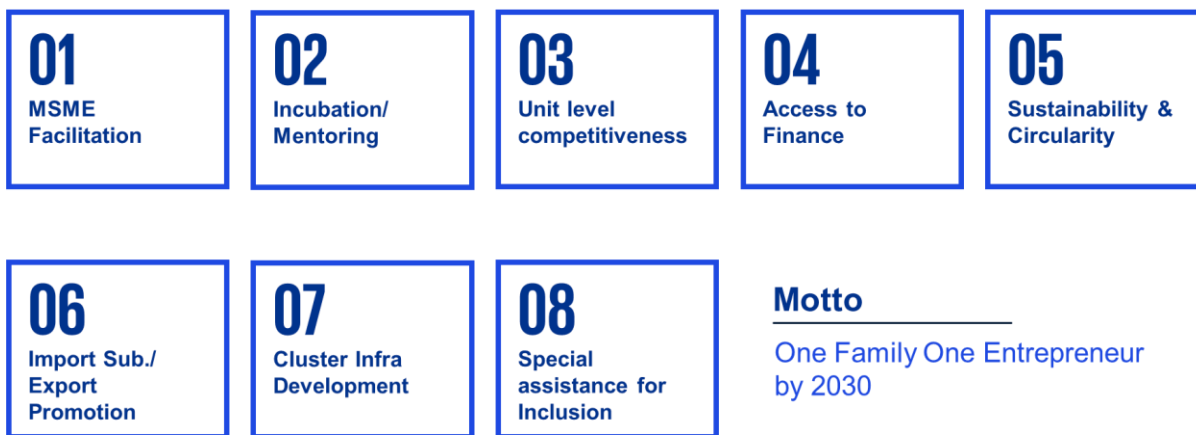 01
MSME
Facilitation
02
Incubation/
Mentoring
03
Unit level
competitiveness
04
Access to
Finance
05
Sustainability &
Circularity
06
Import Sub./
Export
Promotion
07
Cluster Infra
Development
08
Special
assistance for
Inclusion
Motto
One Family One Entrepreneur
by 2030